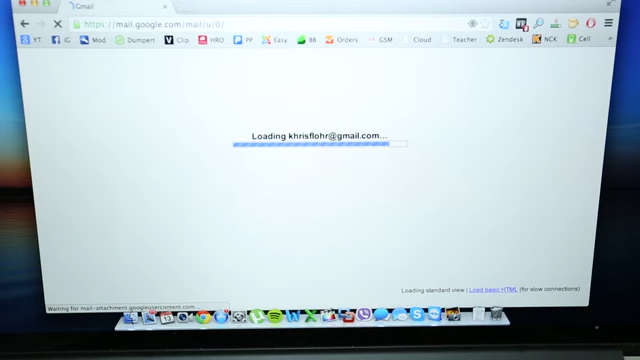 Gmail
https://mail.google.com/mail/u/0/
YT iG Mod Dumpert Clip HRO PP Easy BB Orders GSM Cloud Teacher Zendesk NCK Cell
Loading khrisflohr@gmail.com...
Loading standard view | Load basic HTML (for slow connections)
Waiting for mail-attachment.googleusercontent.com...